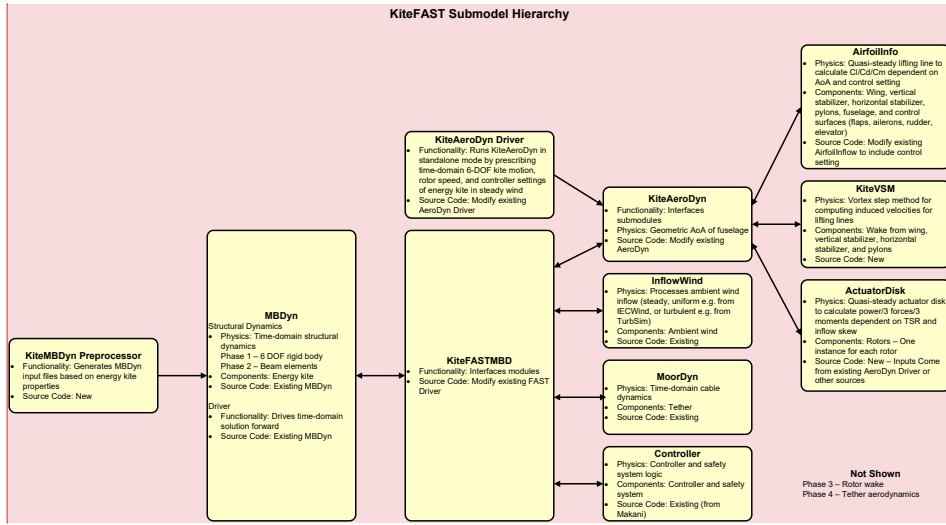 KiteFAST Submodel Hierarchy
KiteMBDyn Preprocessor
• Functionality: Generates MBDyn
input files based on energy kite
properties
• Source Code: New
MBDyn
Structural Dynamics
• Physics: Time-domain structural
dynamics
Phase 1 – 6 DOF rigid body
Phase 2 – Beam elements
• Components: Energy kite
• Source Code: Existing MBDyn
Driver
• Functionality: Drives time-domain
solution forward
• Source Code: Existing MBDyn
KiteAeroDyn Driver
• Functionality: Runs KiteAeroDyn in
standalone mode by prescribing
time-domain 6-DOF kite motion,
rotor speed, and controller settings
of energy kite in steady wind
• Source Code: Modify existing
AeroDyn Driver
KiteFASTMBD
• Functionality: Interfaces modules
• Source Code: Modify existing FAST
Driver
KiteAeroDyn
• Functionality: Interfaces
submodules
• Physics: Geometric AoA of fuselage
• Source Code: Modify existing
AeroDyn
InflowWind
• Physics: Processes ambient wind
inflow (steady, uniform e.g. from
IECWind, or turbulent e.g. from
TurbSim)
• Components: Ambient wind
• Source Code: Existing
MoorDyn
• Physics: Time-domain cable
dynamics
• Components: Tether
• Source Code: Existing
Controller
• Physics: Controller and safety
system logic
• Components: Controller and safety
system
• Source Code: Existing (from
Makani)
AirfoilInfo
• Physics: Quasi-steady lifting line to
calculate Cl/Cd/Cm dependent on
AoA and control setting
• Components: Wing, vertical
stabilizer, horizontal stabilizer,
pylons, fuselage, and control
surfaces (flaps, ailerons, rudder,
elevator)
• Source Code: Modify existing
AirfoilInflow to include control
setting
KiteVSM
• Physics: Vortex step method for
computing induced velocities for
lifting lines
• Components: Wake from wing,
vertical stabilizer, horizontal
stabilizer, and pylons
• Source Code: New
ActuatorDisk
• Physics: Quasi-steady actuator disk
to calculate power/3 forces/3
moments dependent on TSR and
inflow skew
• Components: Rotors – One
instance for each rotor
• Source Code: New – Inputs Come
from existing AeroDyn Driver or
other sources
Not Shown
Phase 3 – Rotor wake
Phase 4 – Tether aerodynamics